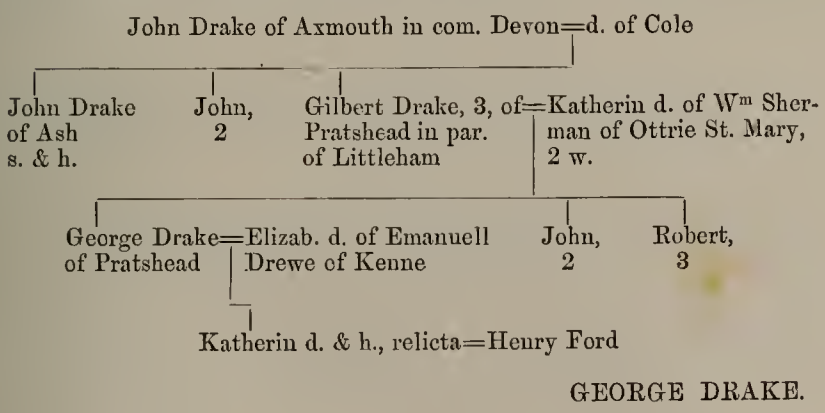 John Drake of Axmouth in com. Devon=d. of Cole
John Drake of Ash s. & h.
John, 2
Gilbert Drake, 3, of Pratshead in par. of Littleham
=Katherin d. of Wᵐ Sherman of Ottrie St. Mary, 2 w.
George Drake of Pratshead
=Elizab. d. of Emanuell Drewe of Kenne
John, 2
Robert, 3
Katherin d. & h., relicta=Henry Ford
GEORGE DRAKE.